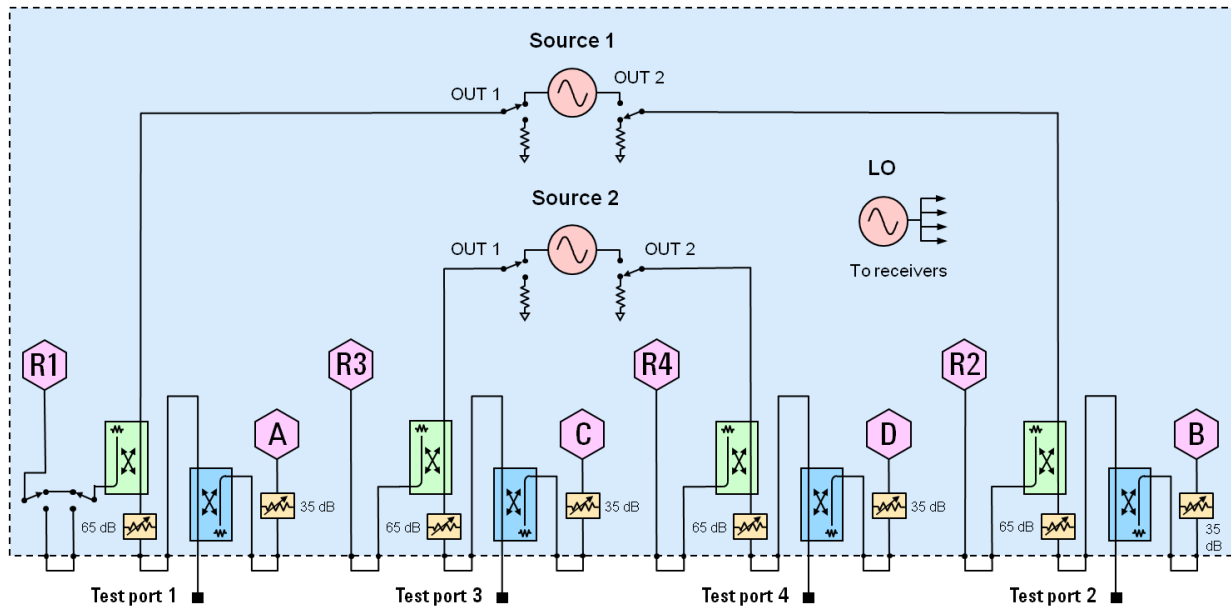 Source 1
OUT 1
OUT 2
Source 2
OUT 1
OUT 2
LO
To receivers
R1
R3
R4
R2
A
C
D
B
65 dB
35 dB
65 dB
35 dB
65 dB
35 dB
65 dB
35
dB
Test port 1
Test port 3
Test port 4
Test port 2